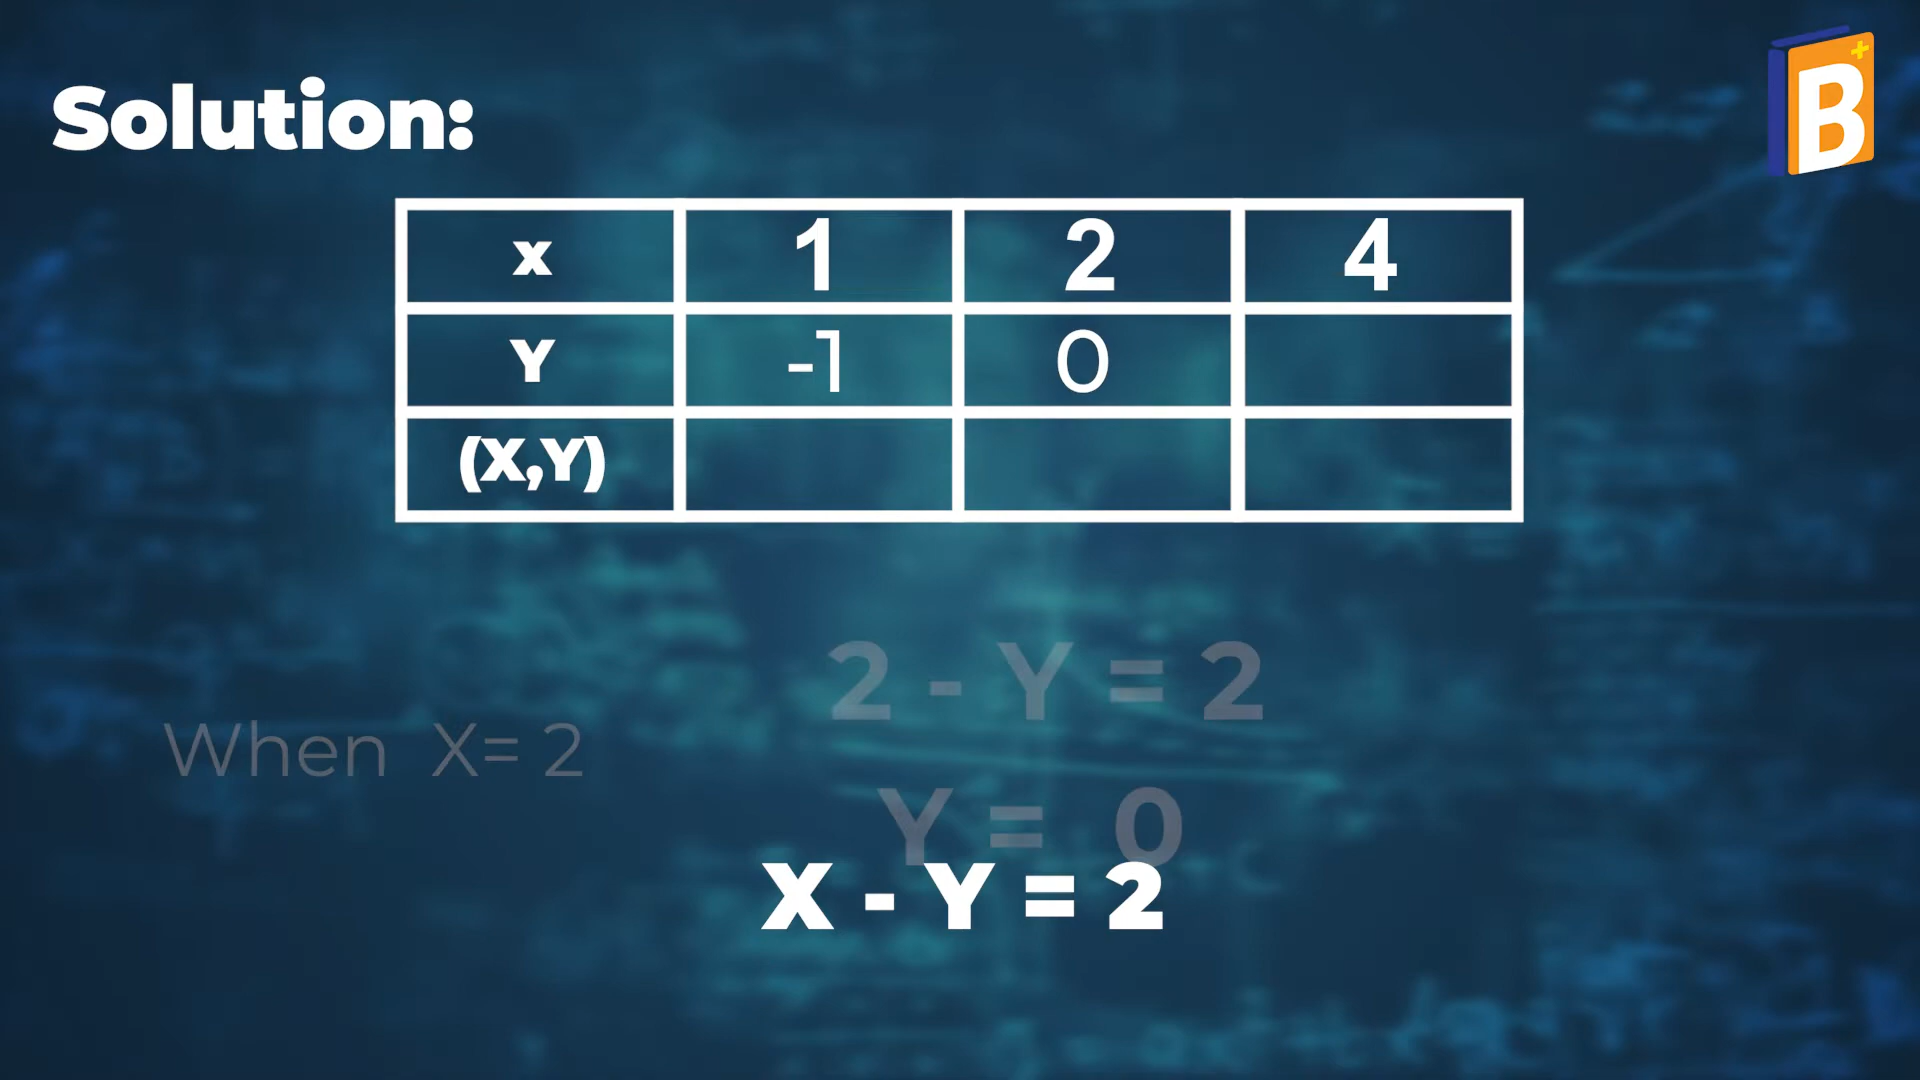 Solution:
B+
x 1 2 4
Y -1 0
(X,Y)
2 - Y = 2
When X= 2
Y = 0
X - Y = 2